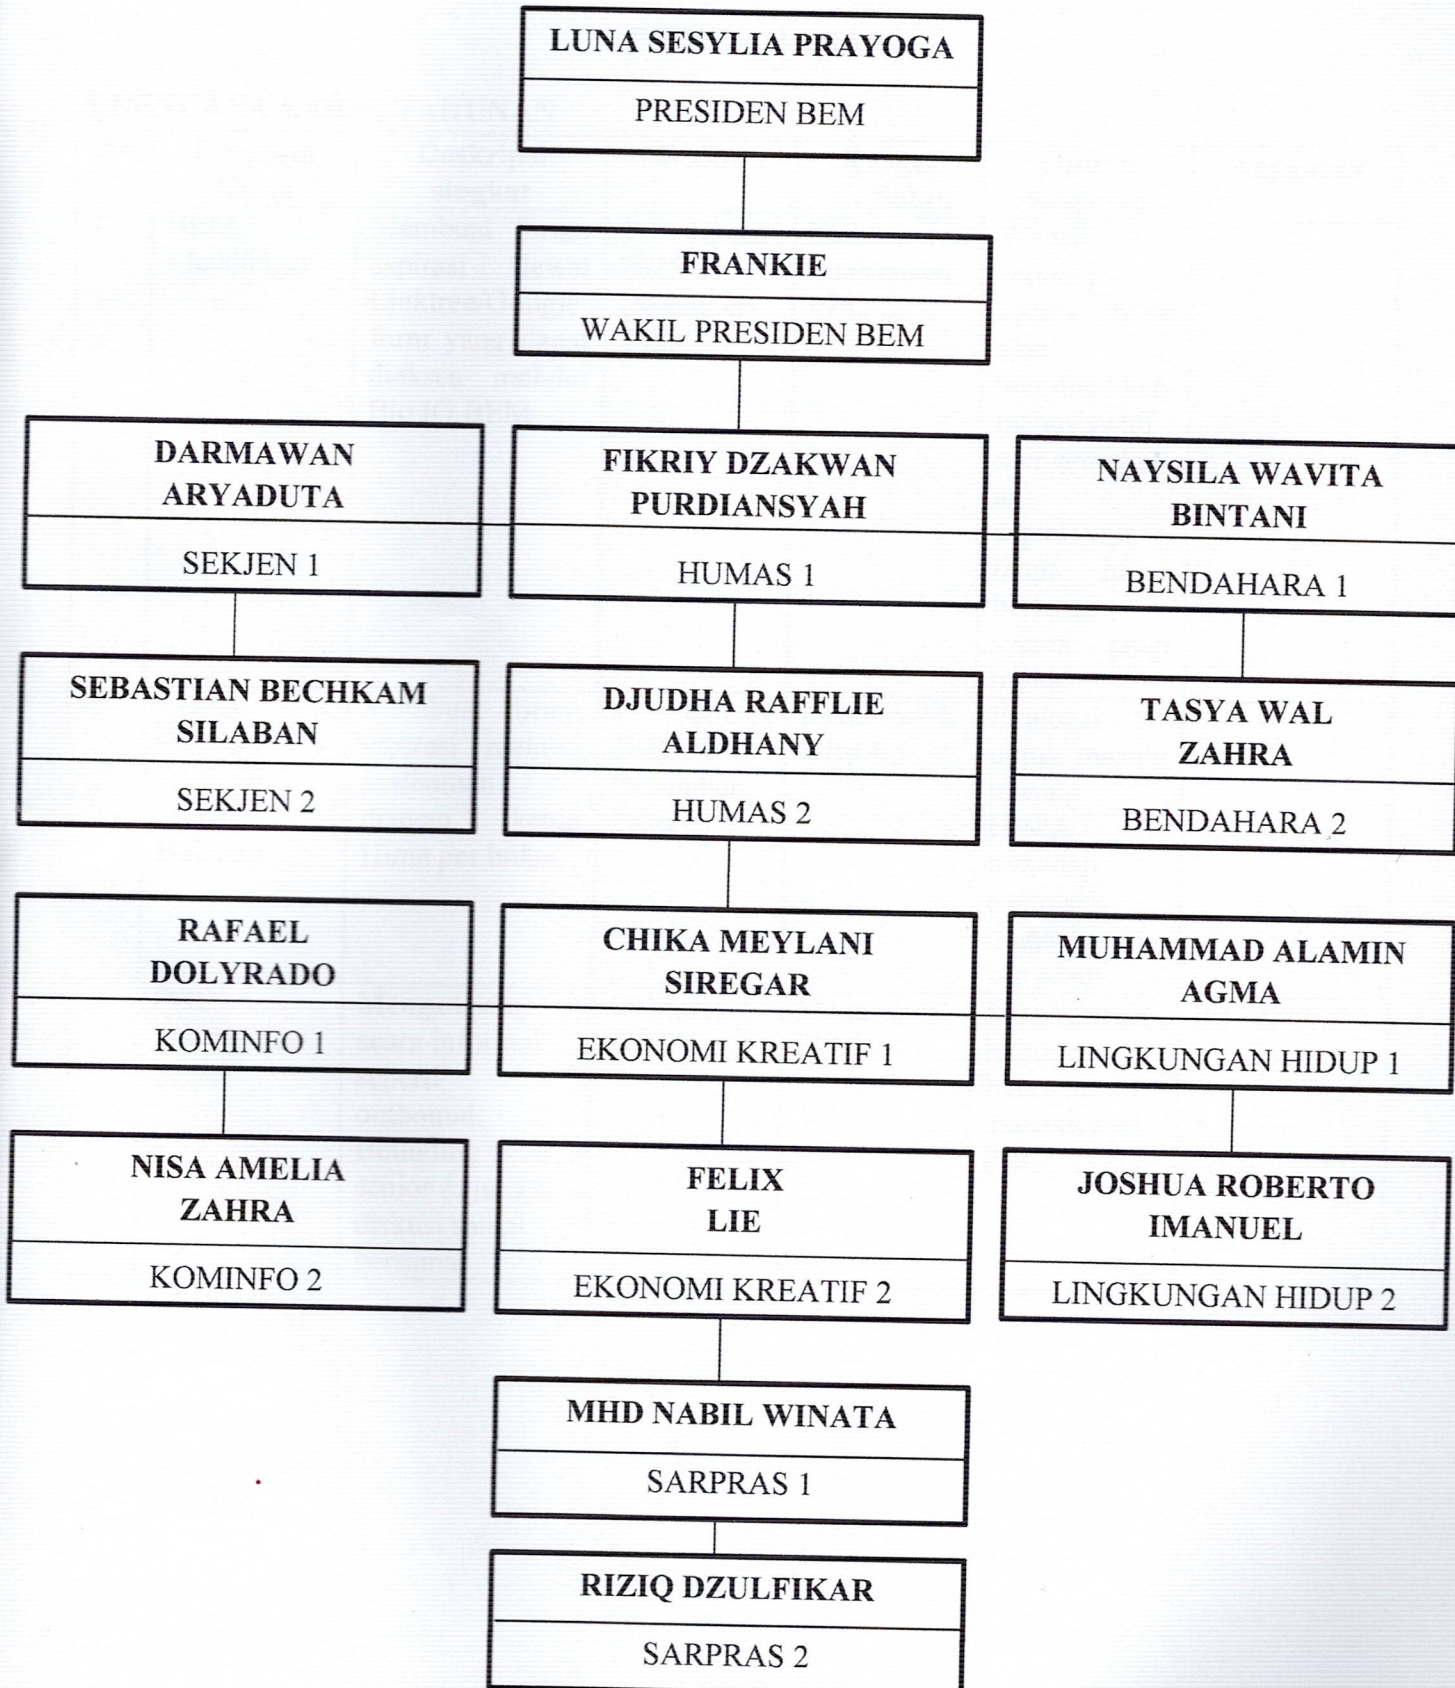 LUNA SESYLIA PRAYOGA
PRESIDEN BEM
FRANKIE
WAKIL PRESIDEN BEM
DARMAWAN
ARYADUTA
SEKJEN 1
FIKRIY DZAKWAN
PURDIANSYAH
HUMAS 1
NAYSILA WAVITA
BINTANI
BENDAHARA 1
SEBASTIAN BECHKAM
SILABAN
SEKJEN 2
DJUDHA RAFFLIE
ALDHANY
HUMAS 2
TASYA WAL
ZAHRA
BENDAHARA 2
RAFAEL
DOLYRADO
KOMINFO 1
CHIKA MEYLANI
SIREGAR
EKONOMI KREATIF 1
MUHAMMAD ALAMIN
AGMA
LINGKUNGAN HIDUP 1
NISA AMELIA
ZAHRA
KOMINFO 2
FELIX
LIE
EKONOMI KREATIF 2
JOSHUA ROBERTO
IMANUEL
LINGKUNGAN HIDUP 2
MHD NABIL WINATA
SARPRAS 1
RIZIQ DZULFIKAR
SARPRAS 2